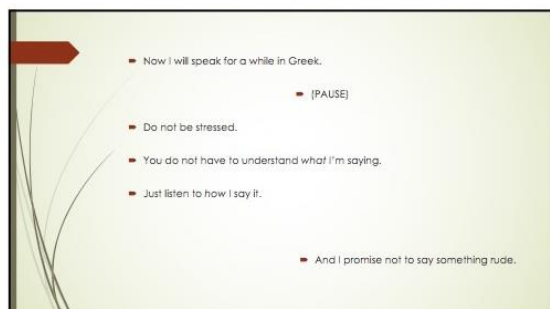 Now I will speak for a while in Greek.
(PAUSE)
Do not be stressed.
You do not have to understand what I'm saying.
Just listen to how I say it.
And I promise not to say something rude.